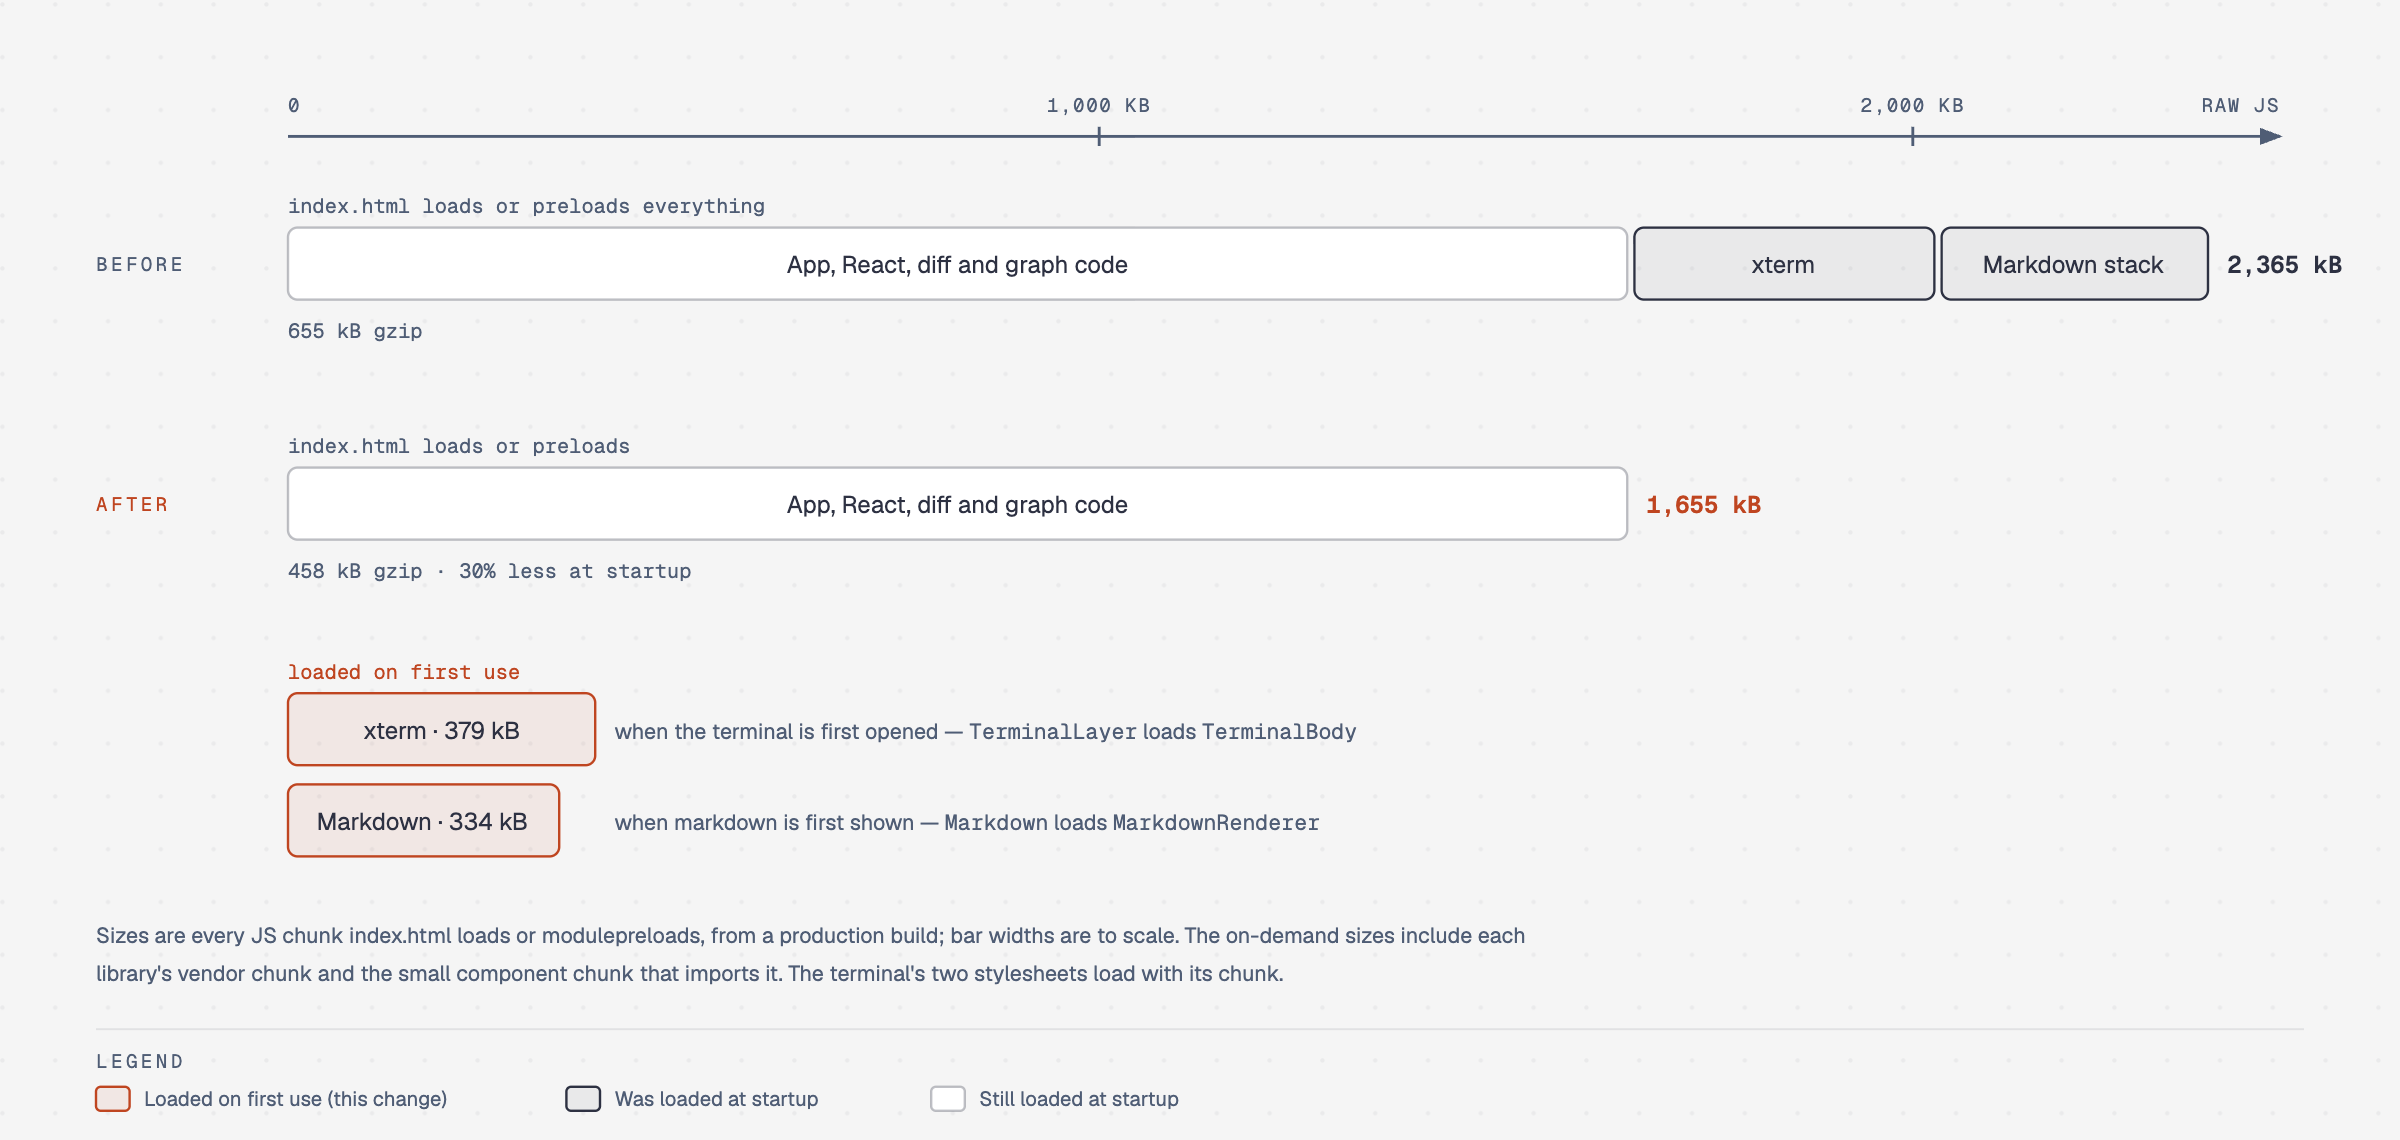 0 1,000 KB 2,000 KB RAW JS
index.html loads or preloads everything
BEFORE App, React, diff and graph code xterm Markdown stack 2,365 kB
655 kB gzip
index.html loads or preloads
AFTER App, React, diff and graph code 1,655 kB
458 kB gzip · 30% less at startup
loaded on first use
xterm · 379 kB when the terminal is first opened — TerminalLayer loads TerminalBody
Markdown · 334 kB when markdown is first shown — Markdown loads MarkdownRenderer
Sizes are every JS chunk index.html loads or modulepreloads, from a production build; bar widths are to scale. The on-demand sizes include each
library's vendor chunk and the small component chunk that imports it. The terminal's two stylesheets load with its chunk.
LEGEND
Loaded on first use (this change) Was loaded at startup Still loaded at startup